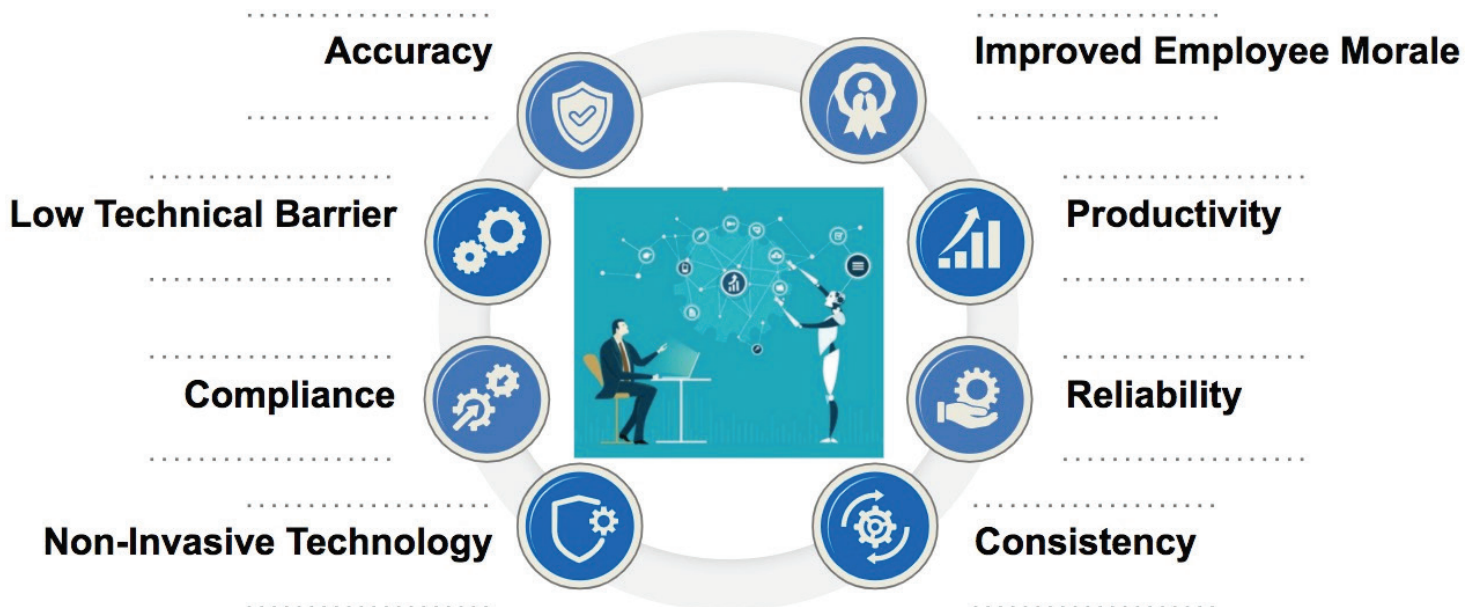 Accuracy
Improved Employee Morale
Low Technical Barrier
Productivity
Compliance
Reliability
Non-Invasive Technology
Consistency